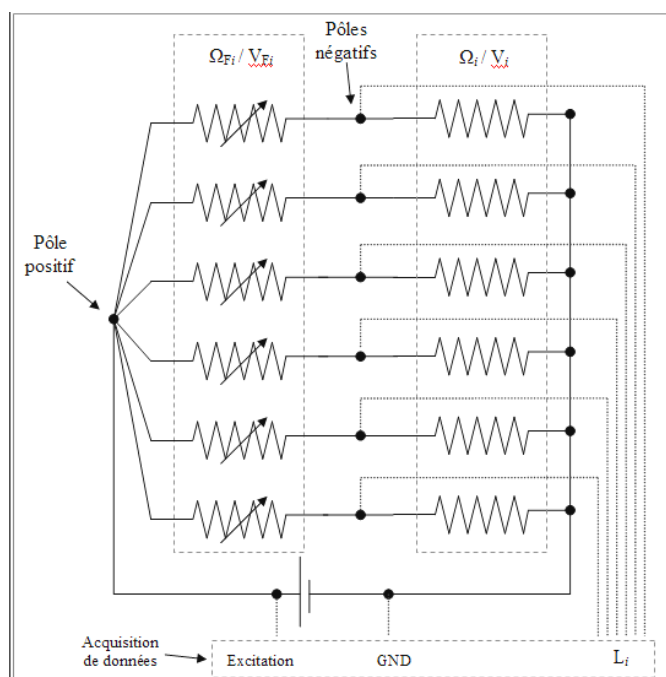 Pôles
négatifs
ΩFi / VFi
Ωi / Vi
Pôle
positif
Acquisition
de données
Excitation
GND
Li